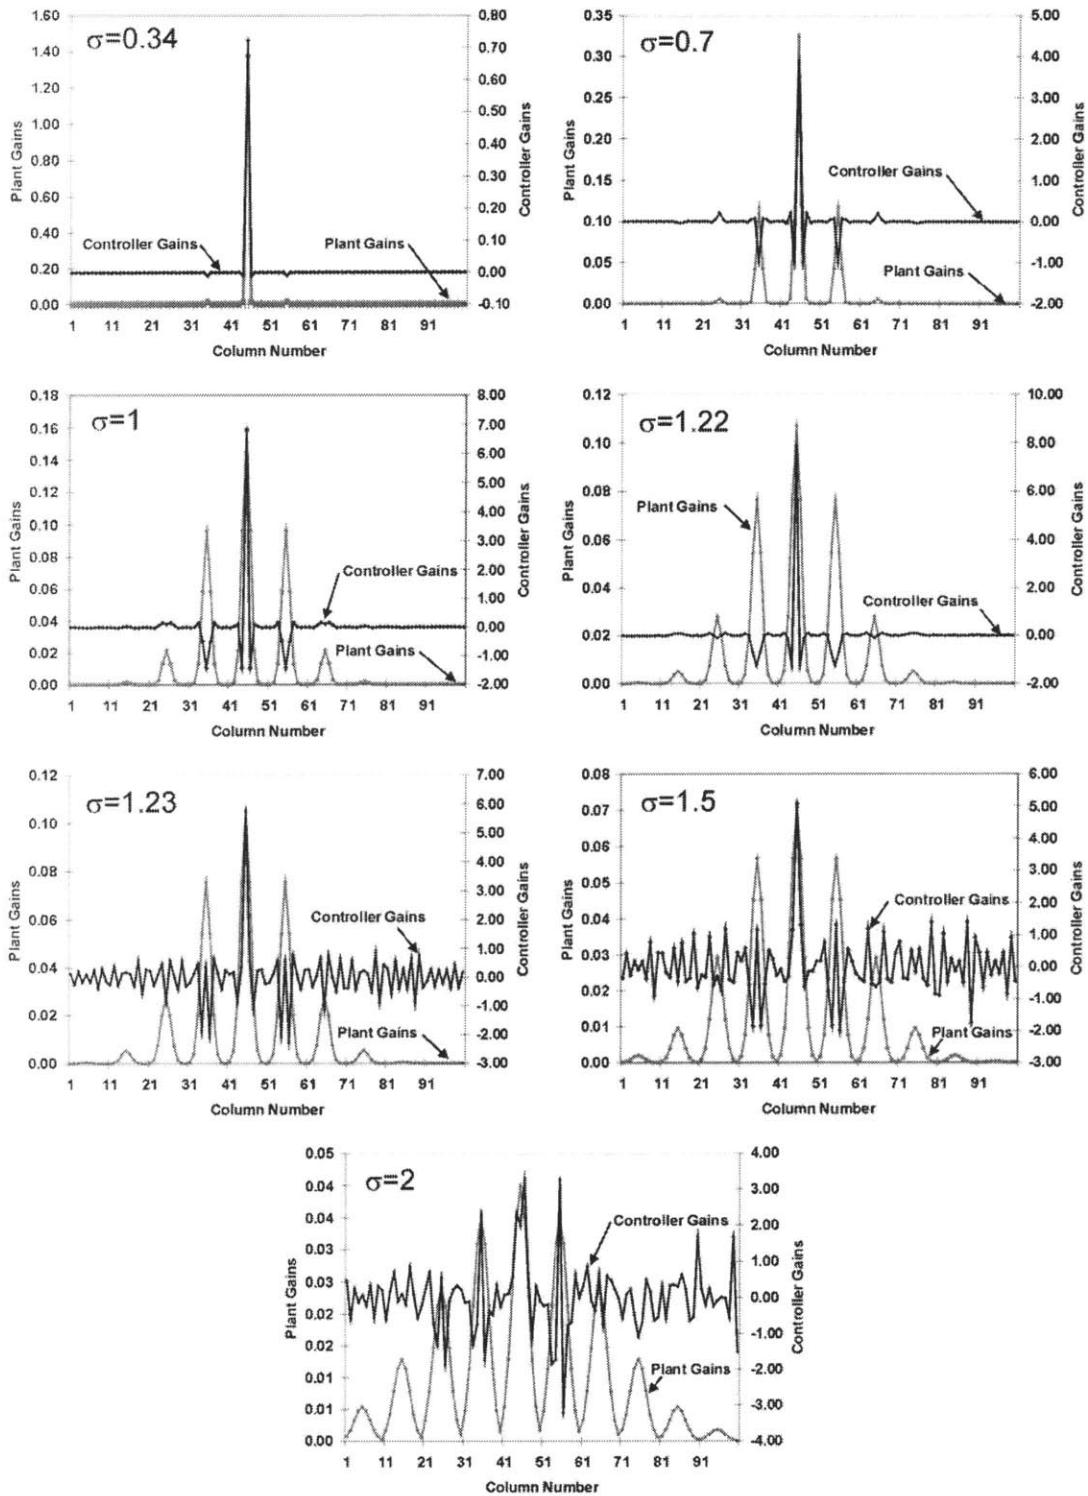 σ=0.34
1.60
1.40
1.20
1.00
0.80
0.60
0.40
0.20
0.00
Plant Gains
0.80
0.70
0.60
0.50
0.40
0.30
0.20
0.10
0.00
-0.10
Controller Gains
Controller Gains
Plant Gains
1 11 21 31 41 51 61 71 81 91
Column Number
σ=0.7
0.35
0.30
0.25
0.20
0.15
0.10
0.05
0.00
Plant Gains
5.00
4.00
3.00
2.00
1.00
0.00
-1.00
-2.00
Controller Gains
Controller Gains
Plant Gains
1 11 21 31 41 51 61 71 81 91
Column Number
σ=1
0.18
0.16
0.14
0.12
0.10
0.08
0.06
0.04
0.02
0.00
Plant Gains
8.00
7.00
6.00
5.00
4.00
3.00
2.00
1.00
0.00
-1.00
-2.00
Controller Gains
Controller Gains
Plant Gains
1 11 21 31 41 51 61 71 81 91
Column Number
σ=1.22
0.12
0.10
0.08
0.06
0.04
0.02
0.00
Plant Gains
10.00
8.00
6.00
4.00
2.00
0.00
-2.00
Controller Gains
Plant Gains
Controller Gains
1 11 21 31 41 51 61 71 81 91
Column Number
σ=1.23
0.12
0.10
0.08
0.06
0.04
0.02
0.00
Plant Gains
7.00
6.00
5.00
4.00
3.00
2.00
1.00
0.00
-1.00
-2.00
-3.00
Controller Gains
Controller Gains
Plant Gains
1 11 21 31 41 51 61 71 81 91
Column Number
σ=1.5
0.08
0.07
0.06
0.05
0.04
0.03
0.02
0.01
0.00
Plant Gains
6.00
5.00
4.00
3.00
2.00
1.00
0.00
-1.00
-2.00
-3.00
Controller Gains
Controller Gains
Plant Gains
1 11 21 31 41 51 61 71 81 91
Column Number
σ=2
0.05
0.04
0.04
0.03
0.03
0.02
0.02
0.01
0.01
0.00
Plant Gains
4.00
3.00
2.00
1.00
0.00
-1.00
-2.00
-3.00
-4.00
Controller Gains
Controller Gains
Plant Gains
1 11 21 31 41 51 61 71 81 91
Column Number